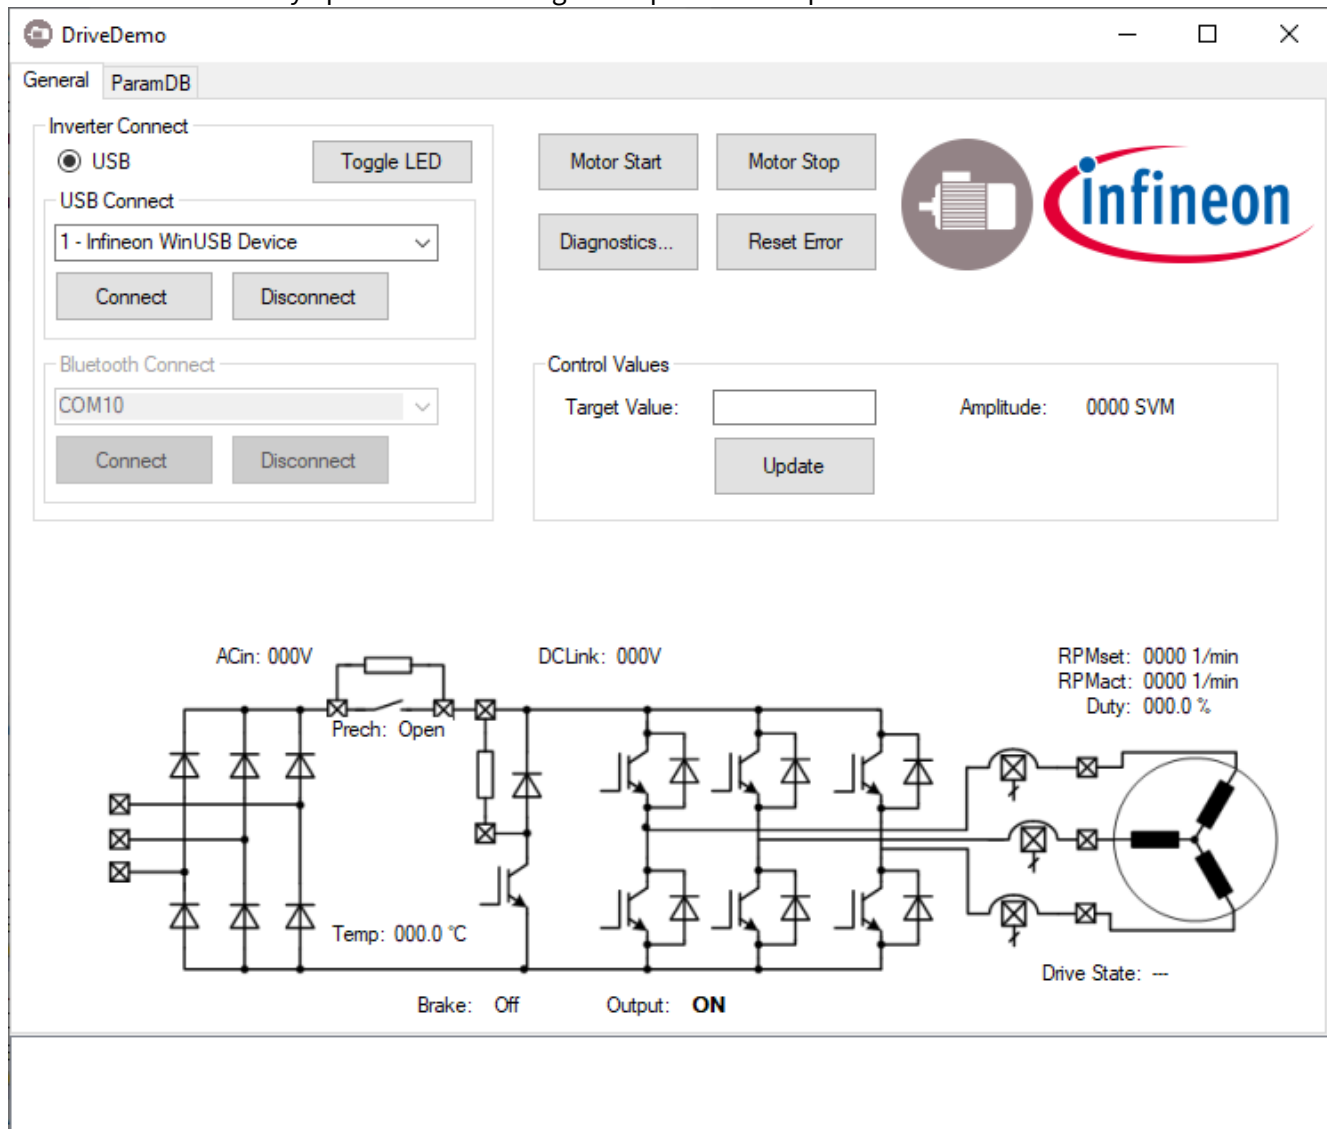 DriveDemo
General ParamDB
Inverter Connect
USB Toggle LED
USB Connect
1 - Infineon WinUSB Device
Connect Disconnect
Bluetooth Connect
COM10
Connect Disconnect
Motor Start Motor Stop
Diagnostics... Reset Error
infineon
Control Values
Target Value: Amplitude: 0000 SVM
Update
ACin: 000V
DCLink: 000V
RPMset: 0000 1/min
RPMact: 0000 1/min
Duty: 000.0 %
Prech: Open
Temp: 000.0 °C
Drive State: ---
Brake: Off Output: ON